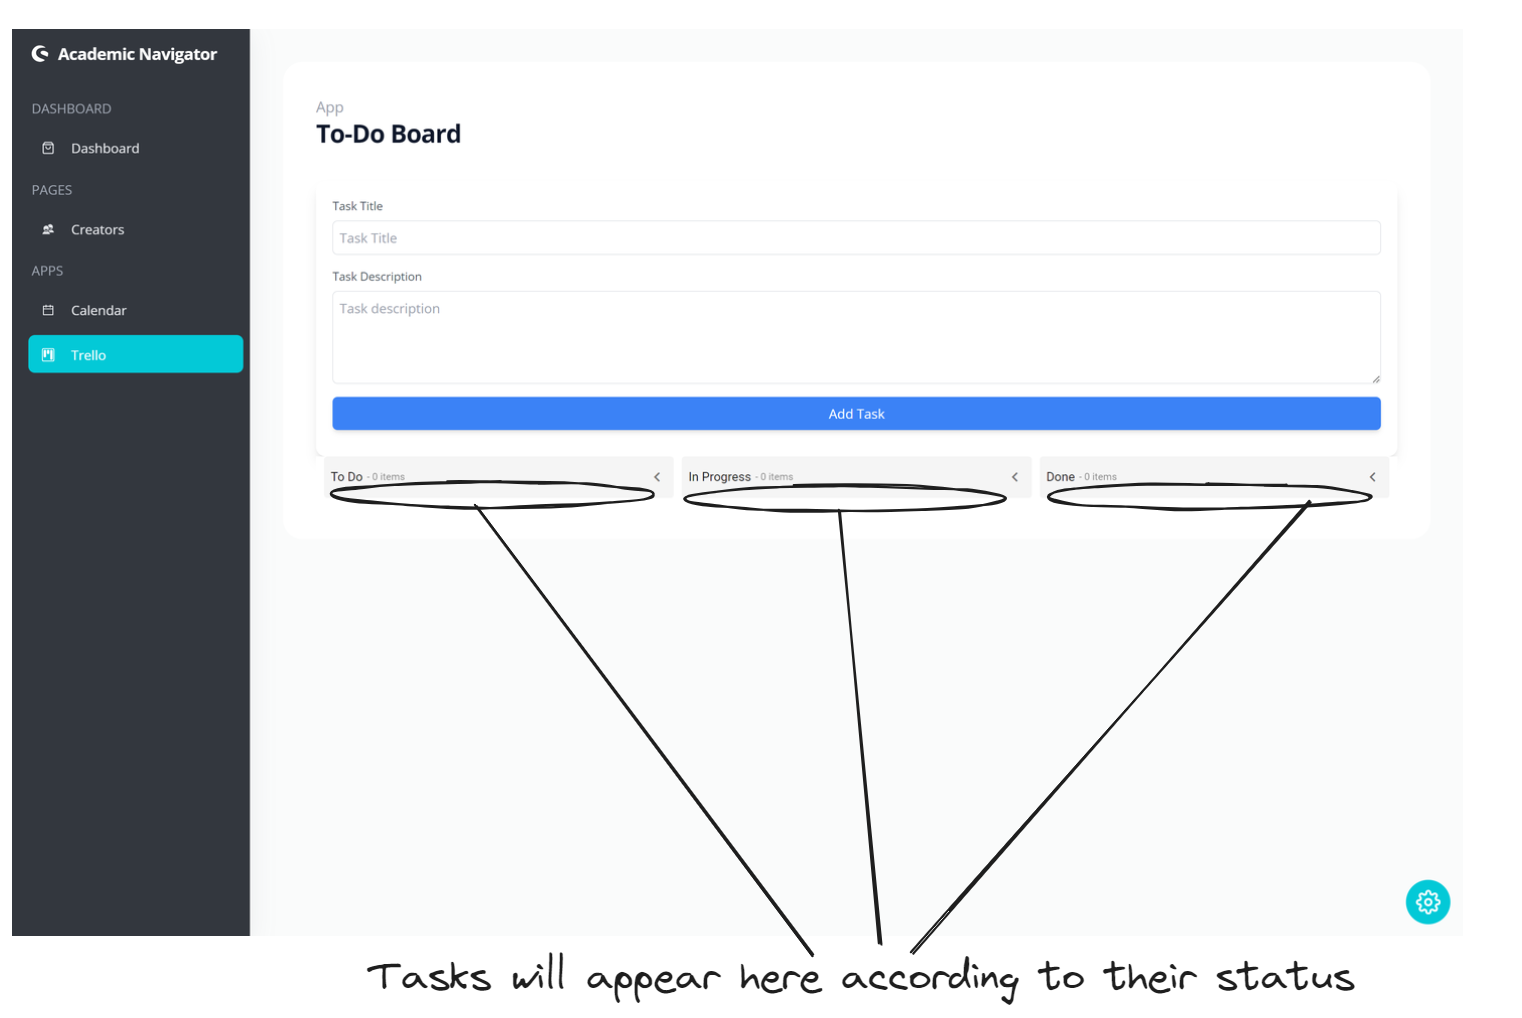 Academic Navigator
DASHBOARD
Dashboard
PAGES
Creators
APPS
Calendar
Trello
App
To-Do Board
Task Title
Task Title
Task Description
Task description
Add Task
To Do - 0 items
In Progress - 0 items
Done - 0 items
Tasks will appear here according to their status